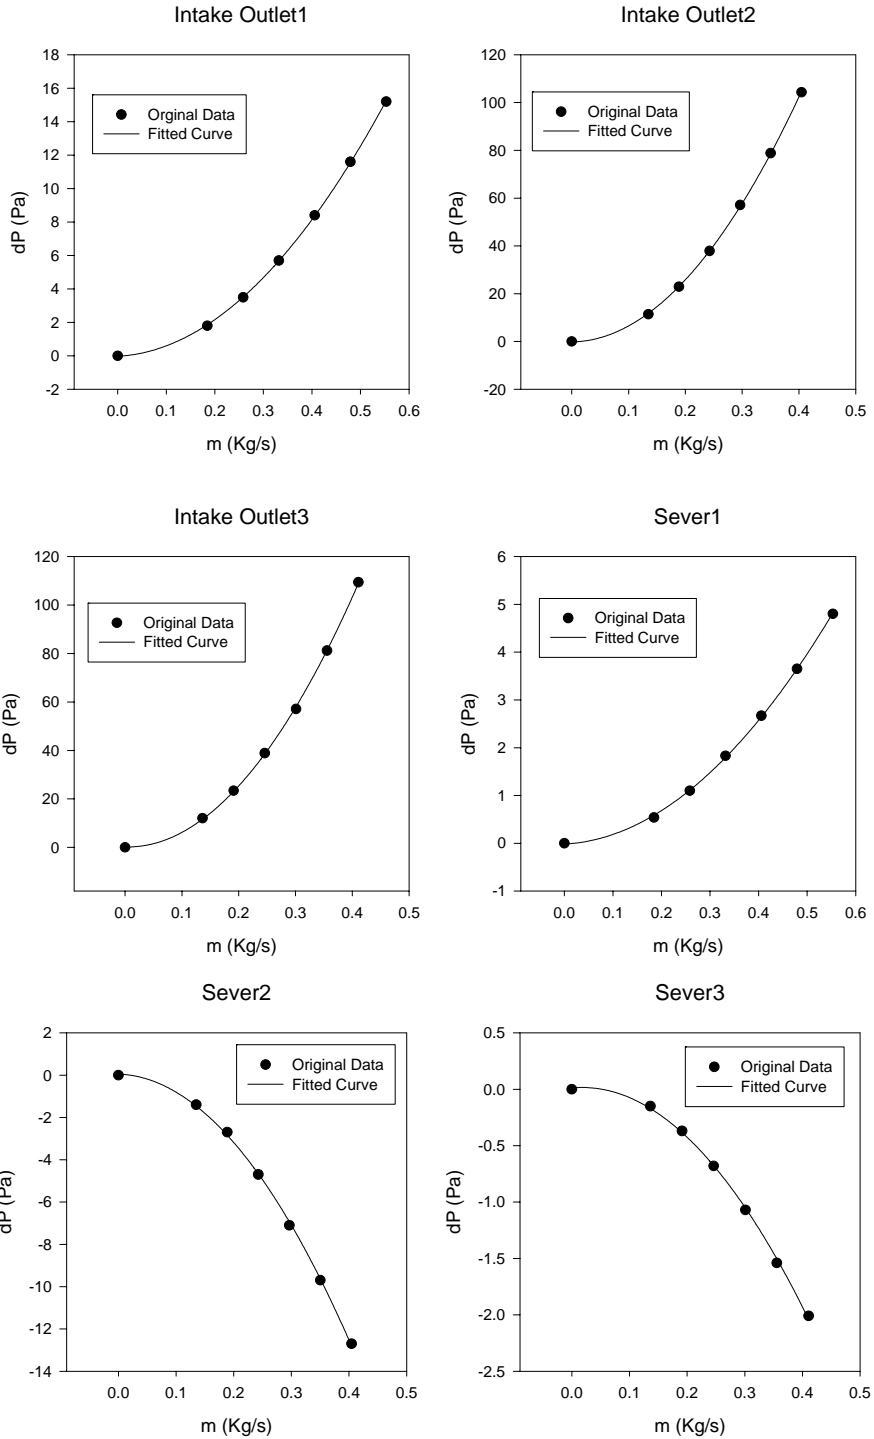 Intake Outlet1
18
16
14
12
10
8
6
4
2
0
-2
dP (Pa)
Orginal Data
Fitted Curve
0.0 0.1 0.2 0.3 0.4 0.5 0.6
m (Kg/s)
Intake Outlet2
120
100
80
60
40
20
0
-20
dP (Pa)
Original Data
Fitted Curve
0.0 0.1 0.2 0.3 0.4 0.5
m (Kg/s)
Intake Outlet3
120
100
80
60
40
20
0
dP (Pa)
Original Data
Fitted Curve
0.0 0.1 0.2 0.3 0.4 0.5
m (Kg/s)
Sever1
6
5
4
3
2
1
0
-1
dP (Pa)
Original Data
Fitted Curve
0.0 0.1 0.2 0.3 0.4 0.5 0.6
m (Kg/s)
Sever2
2
0
-2
-4
-6
-8
-10
-12
-14
dP (Pa)
Original Data
Fitted Curve
0.0 0.1 0.2 0.3 0.4 0.5
m (Kg/s)
Sever3
0.5
0.0
-0.5
-1.0
-1.5
-2.0
-2.5
dP (Pa)
Original Data
Fitted Curve
0.0 0.1 0.2 0.3 0.4 0.5
m (Kg/s)